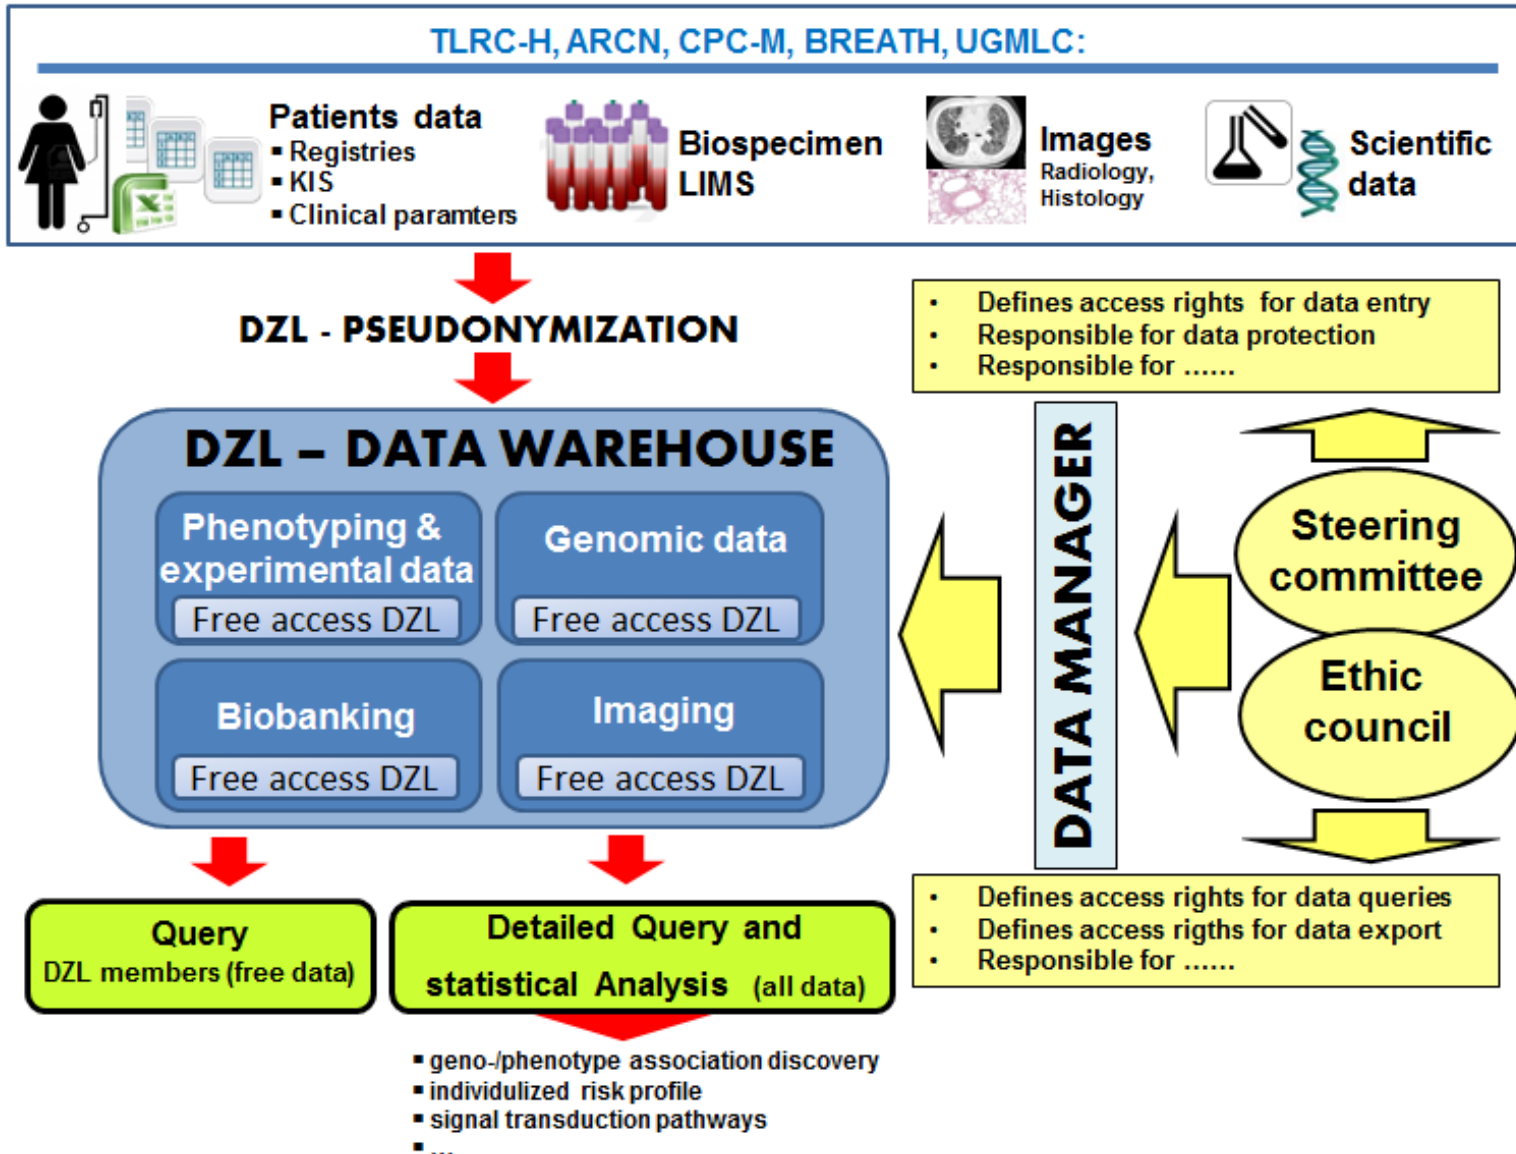 TLRC-H, ARCN, CPC-M, BREATH, UGMLC:
Patients data
▪ Registries
▪ KIS
▪ Clinical paramters
Biospecimen
LIMS
Images
Radiology,
Histology
Scientific
data
DZL - PSEUDONYMIZATION
DZL – DATA WAREHOUSE
Phenotyping &
experimental data
Free access DZL
Genomic data
Free access DZL
Biobanking
Free access DZL
Imaging
Free access DZL
DATA MANAGER
• Defines access rights for data entry
• Responsible for data protection
• Responsible for ......
Steering
committee
Ethic
council
• Defines access rights for data queries
• Defines access rigths for data export
• Responsible for ......
Query
DZL members (free data)
Detailed Query and
statistical Analysis (all data)
▪ geno-/phenotype association discovery
▪ individulized risk profile
▪ signal transduction pathways
▪ ...